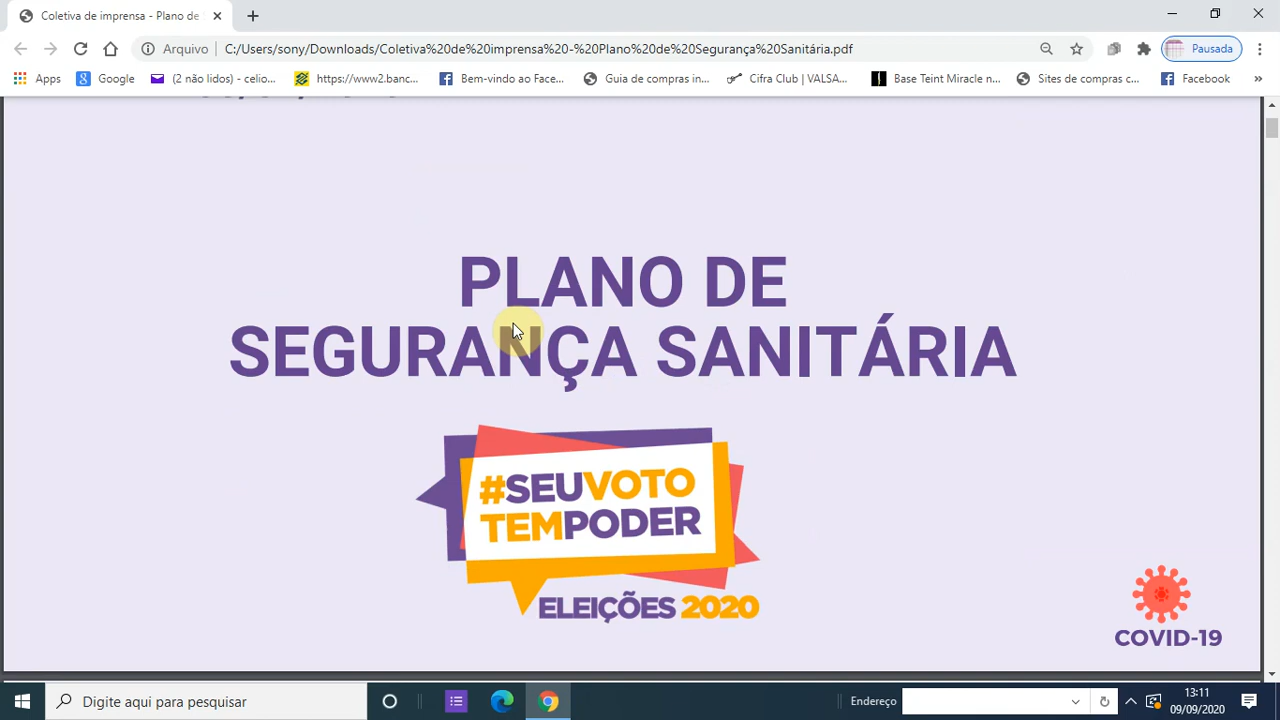 Coletiva de imprensa - Plano de
Arquivo
C:/Users/sony/Downloads/Coletiva%20de%20imprensa%20-%20Plano%20de%20Segurança%20Sanitária.pdf
Pausada
Apps
Google
(2 não lidos) - celio...
https://www2.banc...
Bem-vindo ao Face...
Guia de compras in...
Cifra Club | VALSA...
Base Teint Miracle n...
Sites de compras c...
Facebook
»
PLANO DE
SEGURANÇA SANITÁRIA
#SEUVOTO
TEMPODER
ELEIÇÕES 2020
COVID-19
Digite aqui para pesquisar
Endereço
13:11
09/09/2020